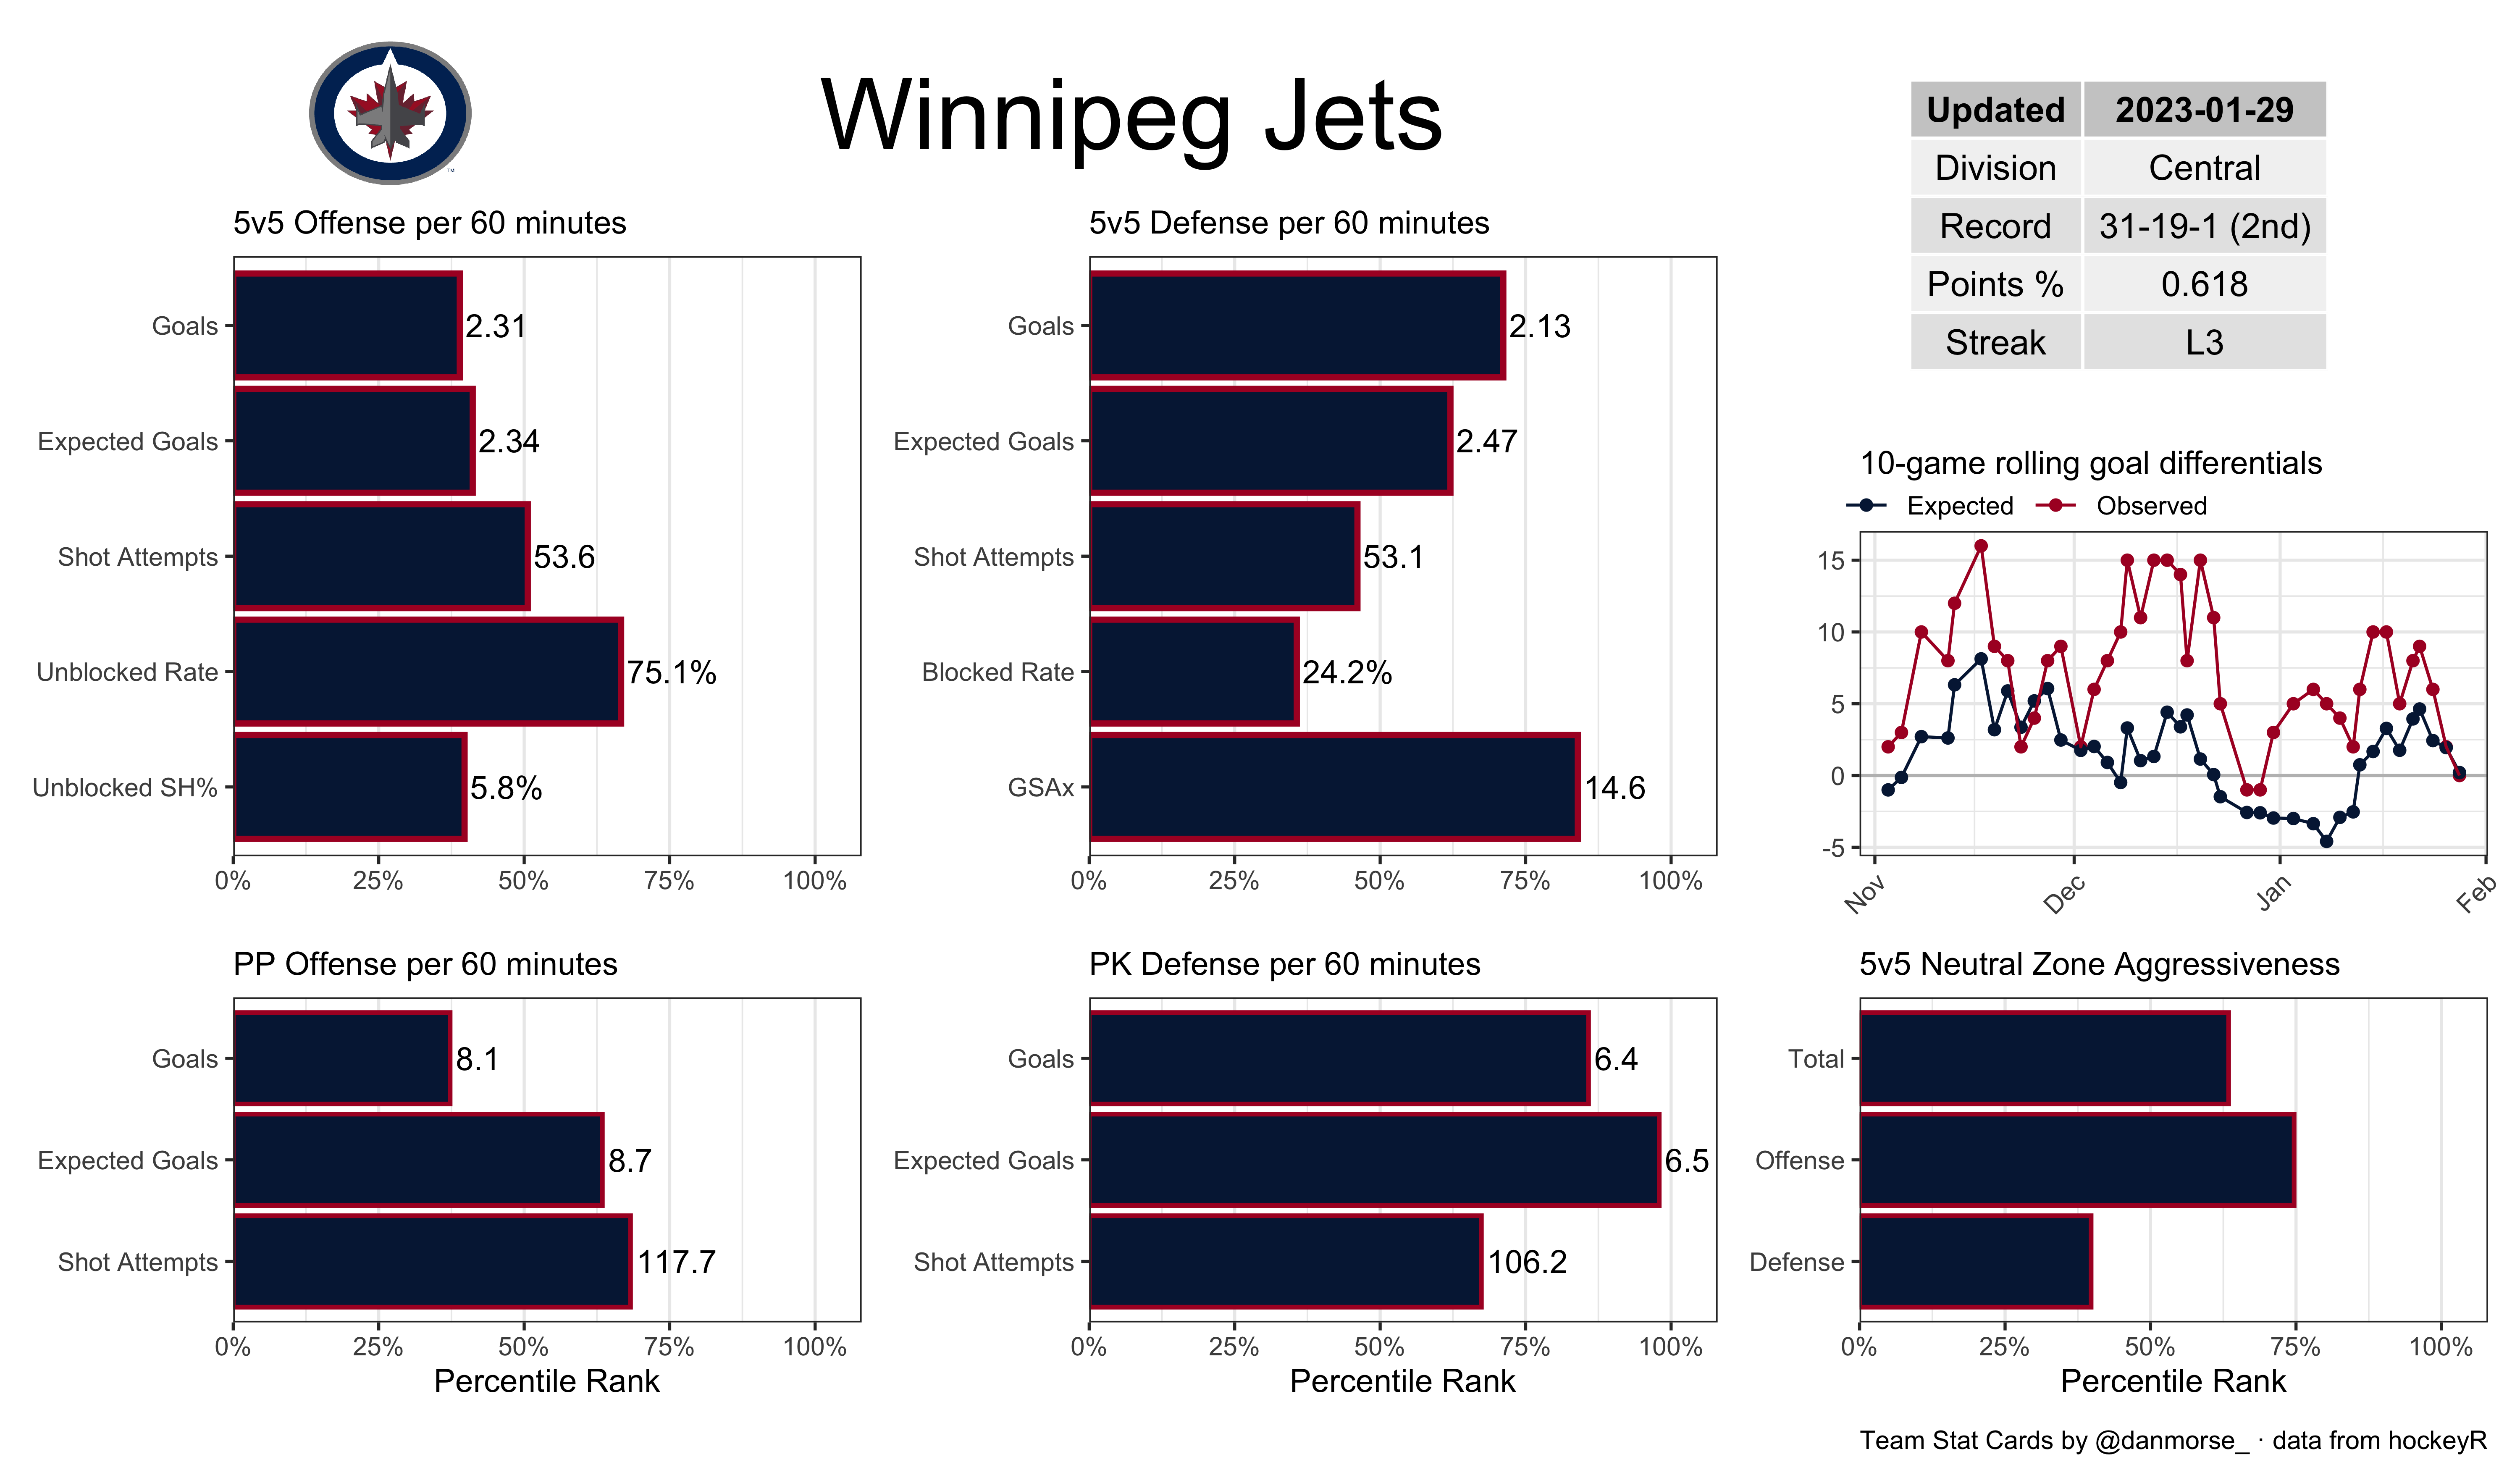 Winnipeg Jets
Updated 2023-01-29
Division Central
Record 31-19-1 (2nd)
Points % 0.618
Streak L3
TM
5v5 Offense per 60 minutes
Goals 2.31
Expected Goals 2.34
Shot Attempts 53.6
Unblocked Rate 75.1%
Unblocked SH% 5.8%
0% 25% 50% 75% 100%
5v5 Defense per 60 minutes
Goals 2.13
Expected Goals 2.47
Shot Attempts 53.1
Blocked Rate 24.2%
GSAx 14.6
0% 25% 50% 75% 100%
10-game rolling goal differentials
Expected Observed
15
10
5
0
-5
Nov Dec Jan Feb
PP Offense per 60 minutes
Goals 8.1
Expected Goals 8.7
Shot Attempts 117.7
0% 25% 50% 75% 100%
Percentile Rank
PK Defense per 60 minutes
Goals 6.4
Expected Goals 6.5
Shot Attempts 106.2
0% 25% 50% 75% 100%
Percentile Rank
5v5 Neutral Zone Aggressiveness
Total
Offense
Defense
0% 25% 50% 75% 100%
Percentile Rank
Team Stat Cards by @danmorse_ · data from hockeyR